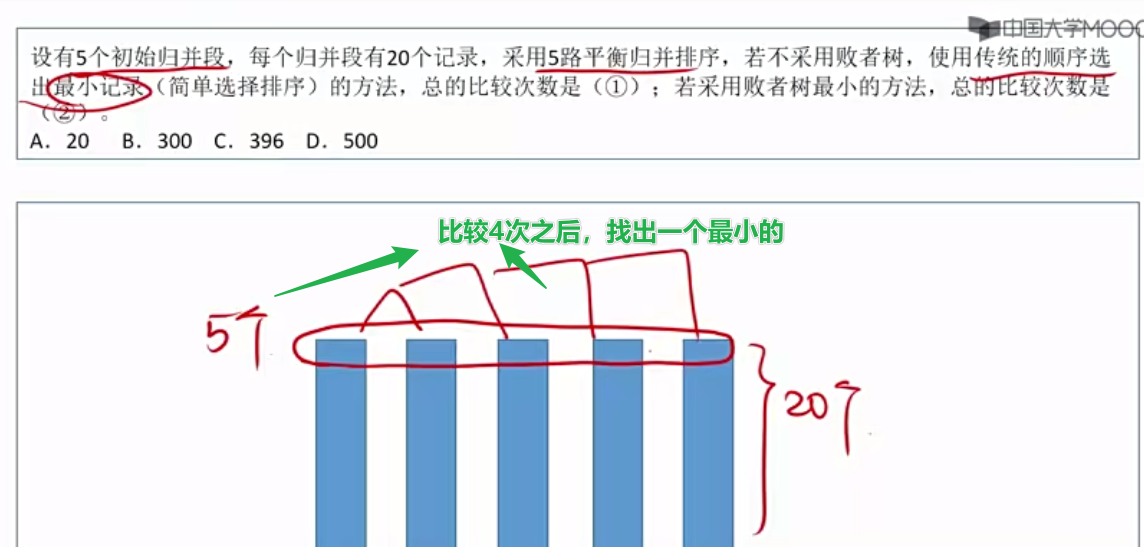 中国大学MOOC
设有5个初始归并段，每个归并段有20个记录，采用5路平衡归并排序，若不采用败者树，使用传统的顺序选
出最小记录（简单选择排序）的方法，总的比较次数是（①）；若采用败者树最小的方法，总的比较次数是
（②）。
A. 20 B. 300 C. 396 D. 500
比较4次之后，找出一个最小的
5个
20个